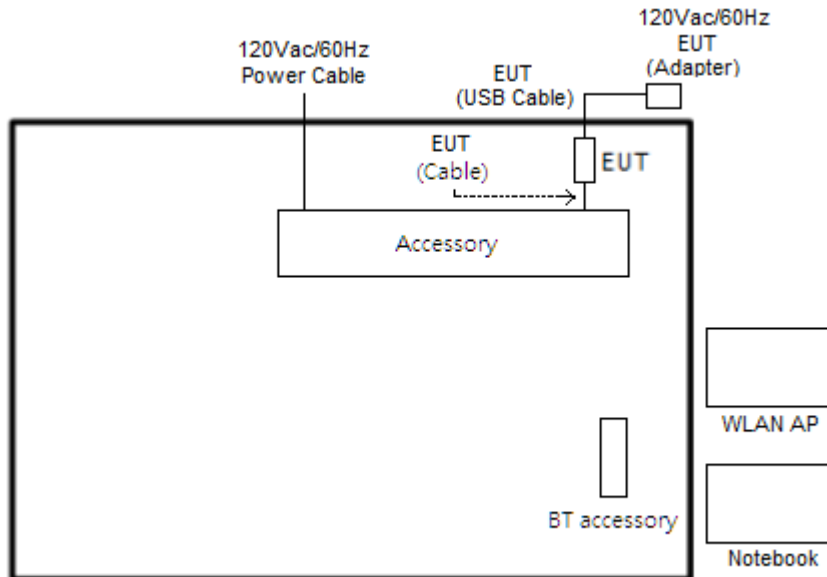 120Vac/60Hz
Power Cable
EUT
(USB Cable)
120Vac/60Hz
EUT
(Adapter)
EUT
(Cable)
EUT
Accessory
WLAN AP
BT accessory
Notebook